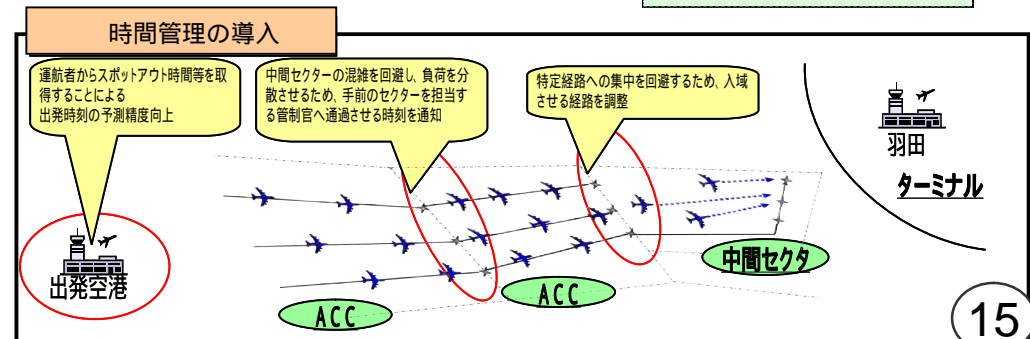 時間管理の導入
運航者からスポットアウト時間等を取
得することによる
出発時刻の予測精度向上
中間セクターの混雑を回避し、負荷を分
散させるため、手前のセクターを担当す
る管制官へ通過させる時刻を通知
特定経路への集中を回避するため、入域
させる経路を調整
羽田
ターミナル
出発空港
中間セクタ
ACC
ACC
15